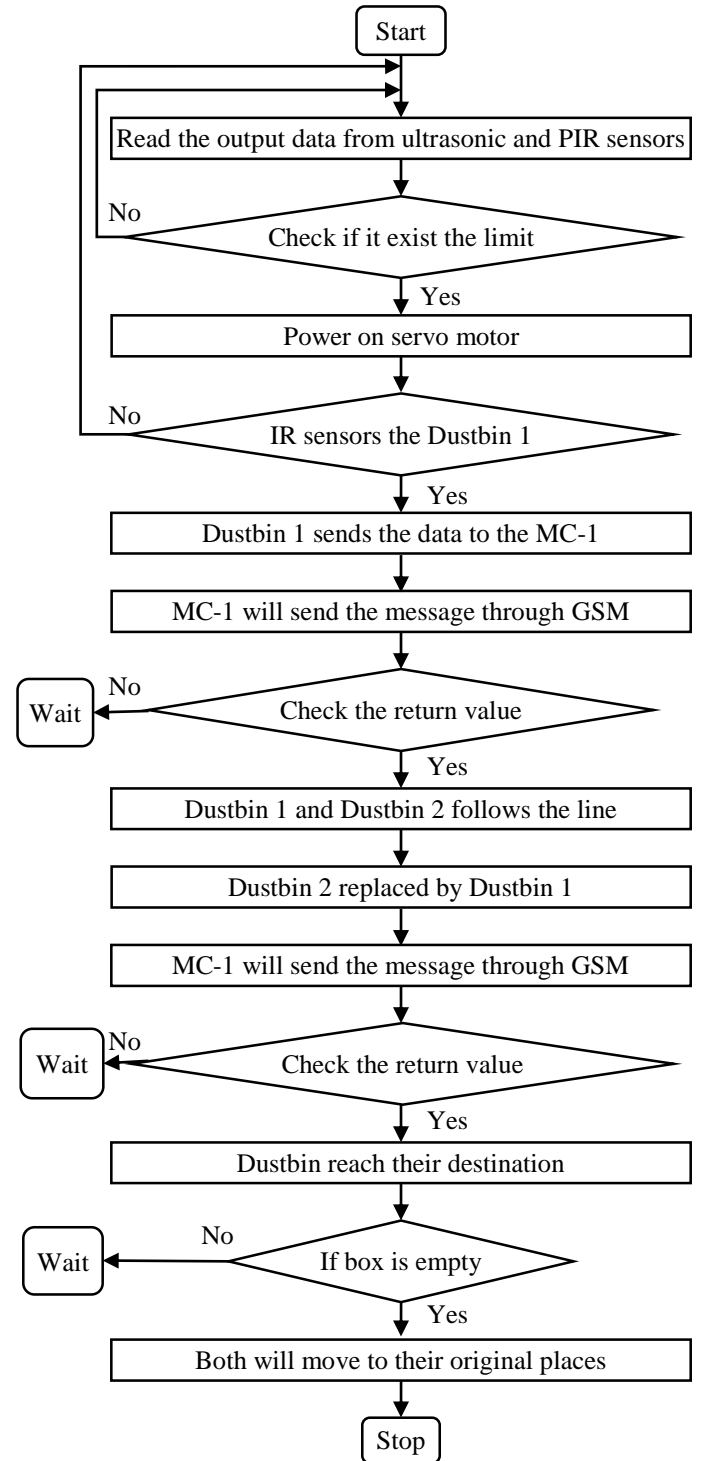 Start
Read the output data from ultrasonic and PIR sensors
No
Check if it exist the limit
Yes
Power on servo motor
No
IR sensors the Dustbin 1
Yes
Dustbin 1 sends the data to the MC-1
MC-1 will send the message through GSM
No
Wait
Check the return value
Yes
Dustbin 1 and Dustbin 2 follows the line
Dustbin 2 replaced by Dustbin 1
MC-1 will send the message through GSM
No
Wait
Check the return value
Yes
Dustbin reach their destination
No
Wait
If box is empty
Yes
Both will move to their original places
Stop